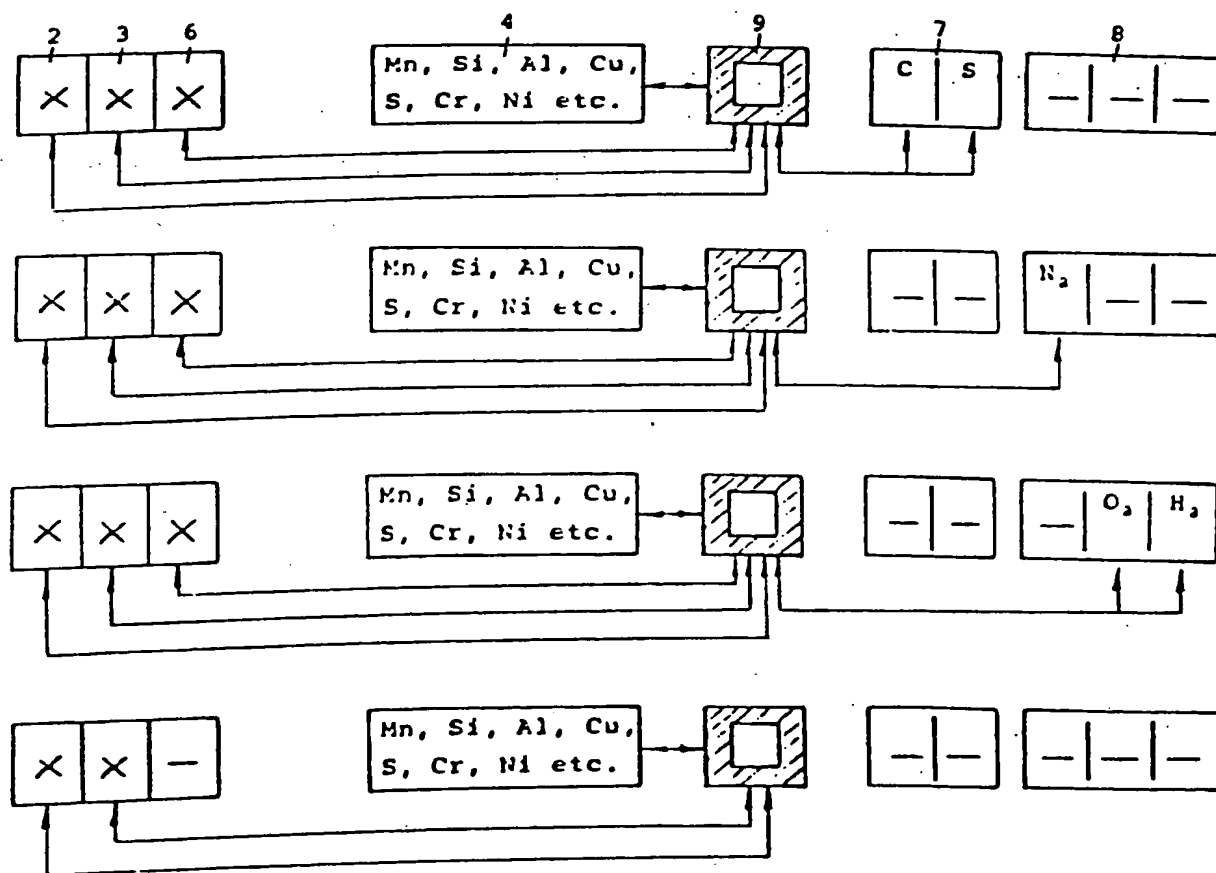 2 3 6 4 9 7 8
Mn, Si, Al, Cu,
S, Cr, Ni etc.
C S
Mn, Si, Al, Cu,
S, Cr, Ni etc.
N₂
Mn, Si, Al, Cu,
S, Cr, Ni etc.
O₂ H₂
Mn, Si, Al, Cu,
S, Cr, Ni etc.